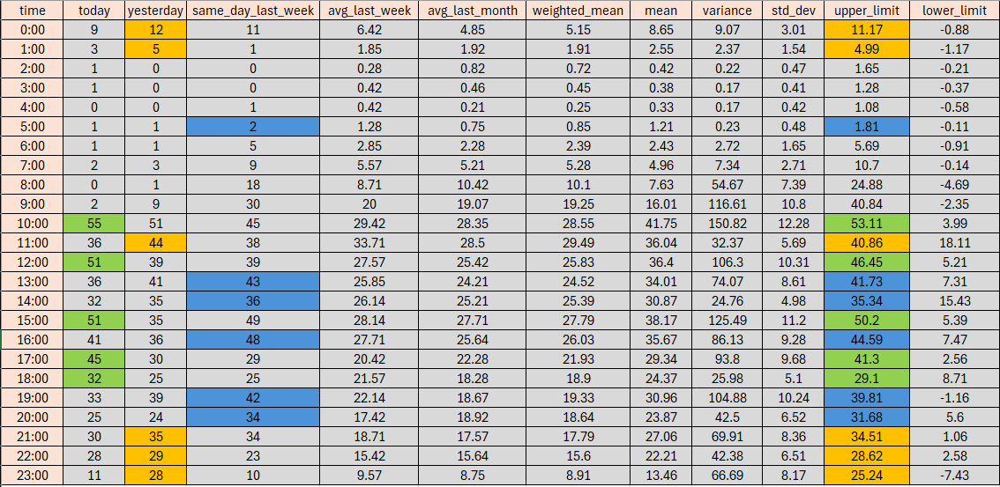 time today yesterday same_day_last_week avg_last_week avg_last_month weighted_mean mean variance std_dev upper_limit lower_limit
0:00 9 12 11 6.42 4.85 5.15 8.65 9.07 3.01 11.17 -0.88
1:00 3 5 1 1.85 1.92 1.91 2.55 2.37 1.54 4.99 -1.17
2:00 1 0 0 0.28 0.82 0.72 0.42 0.22 0.47 1.65 -0.21
3:00 1 0 0 0.42 0.46 0.45 0.38 0.17 0.41 1.28 -0.37
4:00 0 0 1 0.42 0.21 0.25 0.33 0.17 0.42 1.08 -0.58
5:00 1 1 2 1.28 0.75 0.85 1.21 0.23 0.48 1.81 -0.11
6:00 1 1 5 2.85 2.28 2.39 2.43 2.72 1.65 5.69 -0.91
7:00 2 3 9 5.57 5.21 5.28 4.96 7.34 2.71 10.7 -0.14
8:00 0 1 18 8.71 10.42 10.1 7.63 54.67 7.39 24.88 -4.69
9:00 2 9 30 20 19.07 19.25 16.01 116.61 10.8 40.84 -2.35
10:00 55 51 45 29.42 28.35 28.55 41.75 150.82 12.28 53.11 3.99
11:00 36 44 38 33.71 28.5 29.49 36.04 32.37 5.69 40.86 18.11
12:00 51 39 39 27.57 25.42 25.83 36.4 106.3 10.31 46.45 5.21
13:00 36 41 43 25.85 24.21 24.52 34.01 74.07 8.61 41.73 7.31
14:00 32 35 36 26.14 25.21 25.39 30.87 24.76 4.98 35.34 15.43
15:00 51 35 49 28.14 27.71 27.79 38.17 125.49 11.2 50.2 5.39
16:00 41 36 48 27.71 25.64 26.03 35.67 86.13 9.28 44.59 7.47
17:00 45 30 29 20.42 22.28 21.93 29.34 93.8 9.68 41.3 2.56
18:00 32 25 25 21.57 18.28 18.9 24.37 25.98 5.1 29.1 8.71
19:00 33 39 42 22.14 18.67 19.33 30.96 104.88 10.24 39.81 -1.16
20:00 25 24 34 17.42 18.92 18.64 23.87 42.5 6.52 31.68 5.6
21:00 30 35 34 18.71 17.57 17.79 27.06 69.91 8.36 34.51 1.06
22:00 28 29 23 15.42 15.64 15.6 22.21 42.38 6.51 28.62 2.58
23:00 11 28 10 9.57 8.75 8.91 13.46 66.69 8.17 25.24 -7.43